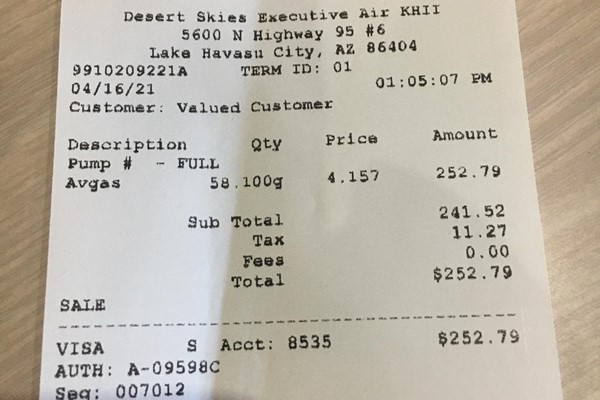 Desert Skies Executive Air KHII
5600 N Highway 95 #6
Lake Havasu City, AZ 86404
9910209221A TERM ID: 01
04/16/21 01:05:07 PM
Customer: Valued Customer
Description Qty Price Amount
Pump # - FULL
Avgas 58.100g 4.157 252.79
Sub Total 241.52
Tax 11.27
Fees 0.00
Total $252.79
SALE
VISA S Acct: 8535 $252.79
AUTH: A-09598C
Seq: 007012